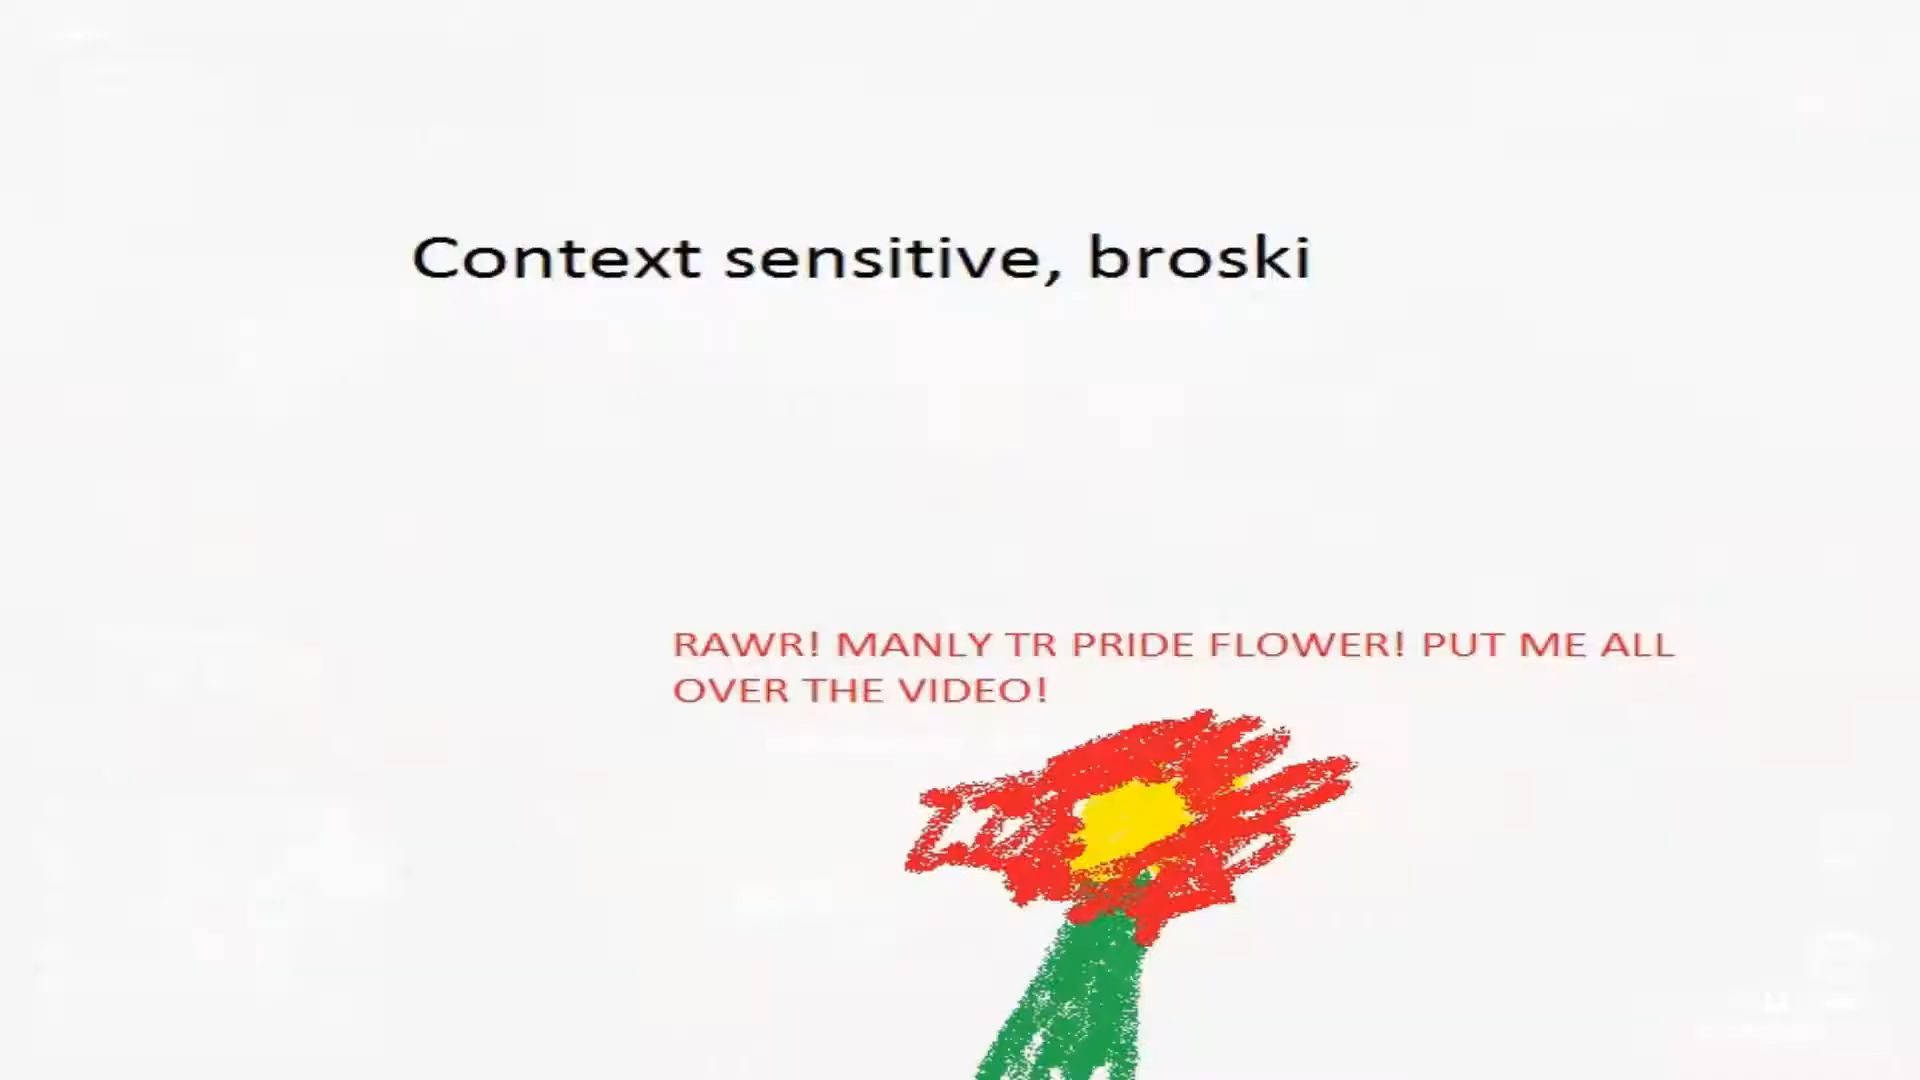 Context sensitive, broski
RAWR! MANLY TR PRIDE FLOWER! PUT ME ALL
OVER THE VIDEO!